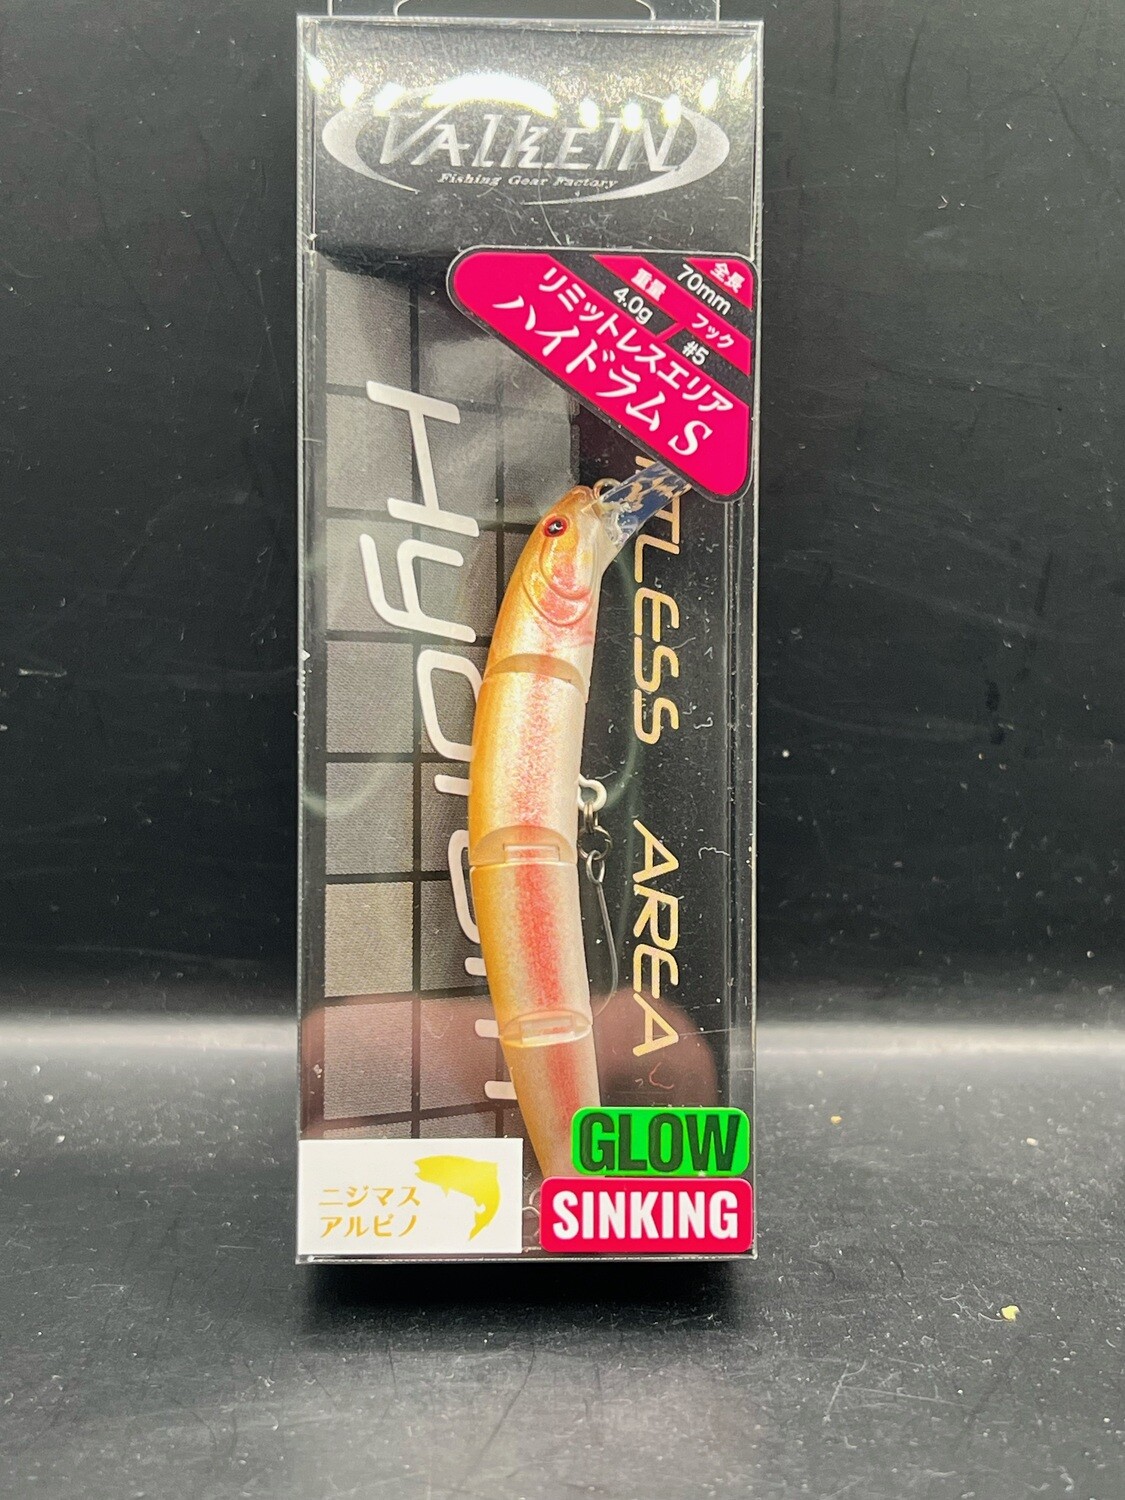 ValkEIN
Fishing Gear Factory
全長
70mm
重量
4.0g
フック
#5
リミットレスエリア
ハイドラム S
TLESS AREA
GLOW
SINKING
ニジマス
アルビノ